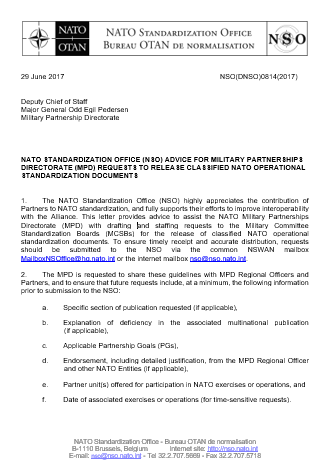 NATO
OTAN
NATO STANDARDIZATION OFFICE
BUREAU OTAN DE NORMALISATION
NSO
29 June 2017 NSO(DNSO)0814(2017)
Deputy Chief of Staff
Major General Odd Egil Pedersen
Military Partnership Directorate
NATO STANDARDIZATION OFFICE (NSO) ADVICE FOR MILITARY PARTNERSHIPS
DIRECTORATE (MPD) REQUESTS TO RELEASE CLASSIFIED NATO OPERATIONAL
STANDARDIZATION DOCUMENTS
1. The NATO Standardization Office (NSO) highly appreciates the contribution of
Partners to NATO standardization, and fully supports their efforts to improve interoperability
with the Alliance. This letter provides advice to assist the NATO Military Partnerships
Directorate (MPD) with drafting and staffing requests to the Military Committee
Standardization Boards (MCSBs) for the release of classified NATO operational
standardization documents. To ensure timely receipt and accurate distribution, requests
should be submitted to the NSO via the common NSWAN mailbox
MailboxNSOffice@hq.nato.int or the internet mailbox nso@nso.nato.int.
2. The MPD is requested to share these guidelines with MPD Regional Officers and
Partners, and to ensure that future requests include, at a minimum, the following information
prior to submission to the NSO:
a. Specific section of publication requested (if applicable),
b. Explanation of deficiency in the associated multinational publication
(if applicable),
c. Applicable Partnership Goals (PGs),
d. Endorsement, including detailed justification, from the MPD Regional Officer
and other NATO Entities (if applicable),
e. Partner unit(s) offered for participation in NATO exercises or operations, and
f. Date of associated exercises or operations (for time-sensitive requests).
NATO Standardization Office - Bureau OTAN de normalisation
B-1110 Brussels, Belgium Internet site: http://nso.nato.int
E-mail: nso@nso.nato.int - Tel 32.2.707.5669 - Fax 32.2.707.5718